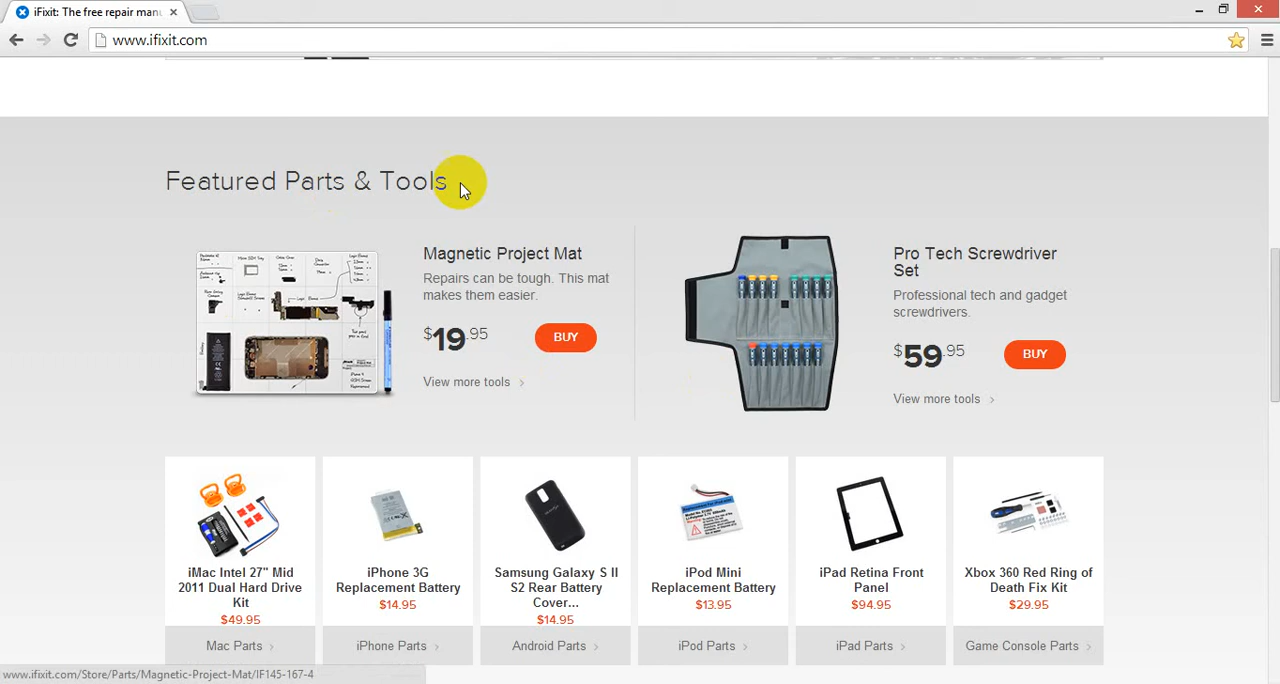 iFixit: The free repair manu
www.ifixit.com
Featured Parts & Tools
Magnetic Project Mat
Repairs can be tough. This mat
makes them easier.
$19.95
BUY
View more tools
Pro Tech Screwdriver
Set
Professional tech and gadget
screwdrivers.
$59.95
BUY
View more tools
iMac Intel 27" Mid
2011 Dual Hard Drive
Kit
$49.95
Mac Parts
iPhone 3G
Replacement Battery
$14.95
iPhone Parts
Samsung Galaxy S II
S2 Rear Battery
Cover...
$14.95
Android Parts
iPod Mini
Replacement Battery
$13.95
iPod Parts
iPad Retina Front
Panel
$94.95
iPad Parts
Xbox 360 Red Ring of
Death Fix Kit
$29.95
Game Console Parts
www.ifixit.com/Store/Parts/Magnetic-Project-Mat/IF145-167-4